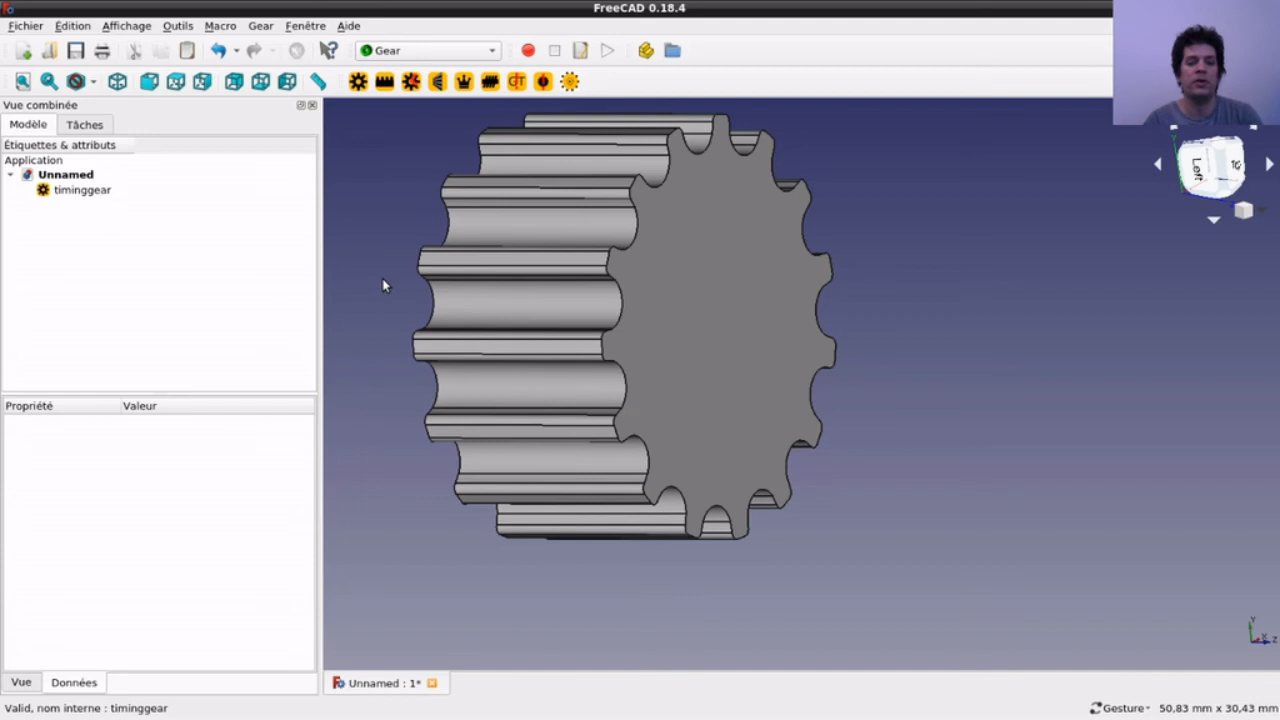 FreeCAD 0.18.4
Fichier Édition Affichage Outils Macro Gear Fenêtre Aide
Gear
Vue combinée
Modèle Tâches
Étiquettes & attributs
Application
Unnamed
timinggear
Left
Propriété Valeur
Y
X Z
Vue Données
Unnamed : 1*
Valid, nom interne : timinggear
Gesture
50,83 mm x 30,43 mm